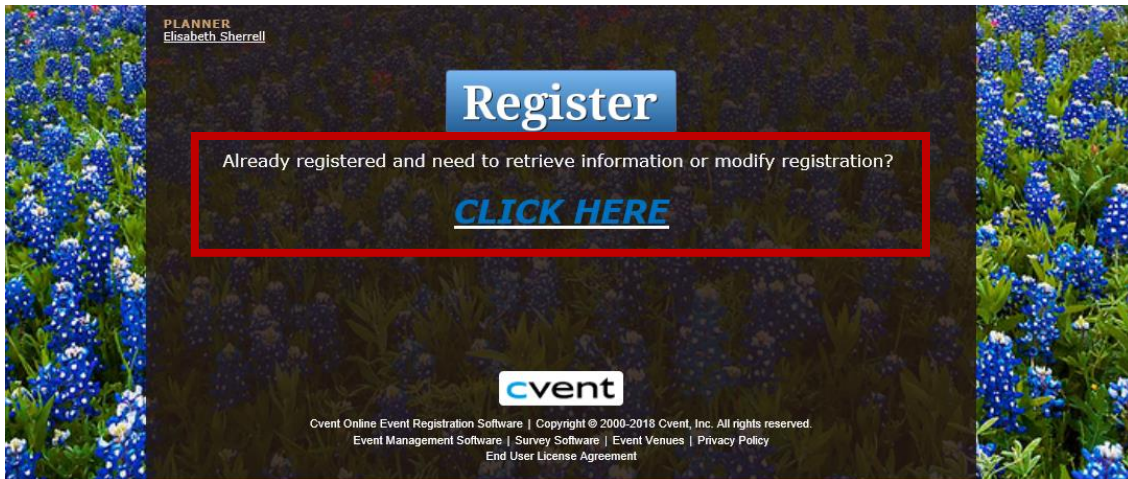 PLANNER
Elisabeth Sherrell
Register
Already registered and need to retrieve information or modify registration?
CLICK HERE
cvent
Cvent Online Event Registration Software | Copyright © 2000-2018 Cvent, Inc. All rights reserved.
Event Management Software | Survey Software | Event Venues | Privacy Policy
End User License Agreement